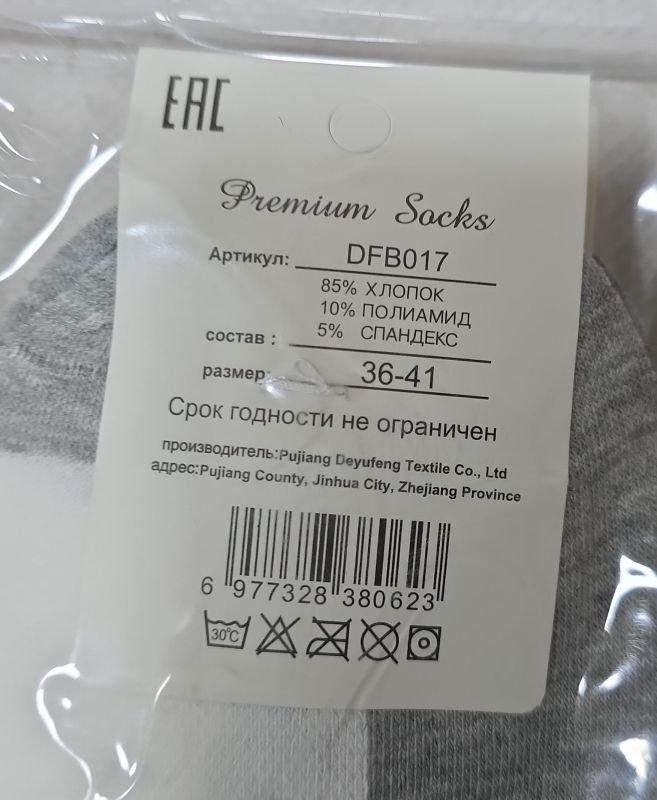 EAC
Premium Socks
Артикул: DFB017
85% ХЛОПОК
10% ПОЛИАМИД
состав : 5% СПАНДЕКС
размер: 36-41
Срок годности не ограничен
производитель:Pujiang Deyufeng Textile Co., Ltd
адрес:Pujiang County, Jinhua City, Zhejiang Province
6 977328 380623
30°C